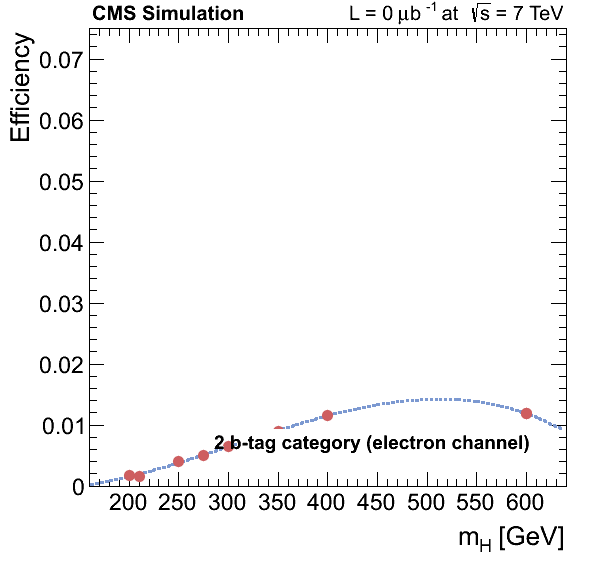 CMS Simulation L = 0 μb⁻¹ at √s = 7 TeV
Efficiency
0.07
0.06
0.05
0.04
0.03
0.02
0.01
2 b-tag category (electron channel)
0
200 250 300 350 400 450 500 550 600
m_H [GeV]